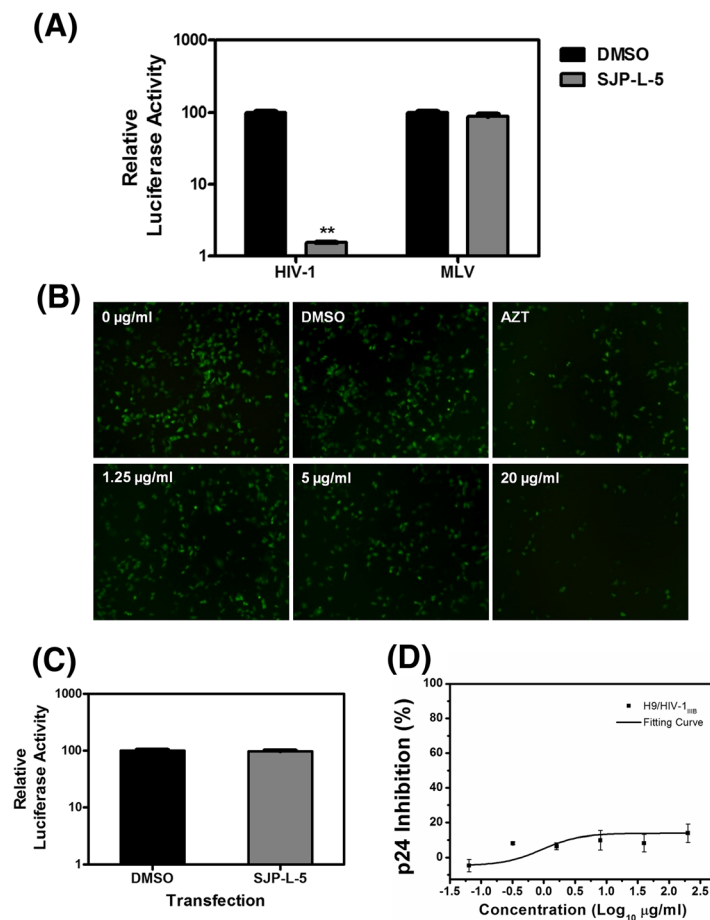 (A)
1000
100
10
1
Relative
Luciferase Activity
DMSO
SJP-L-5
**
HIV-1
MLV
(B)
0 µg/ml
DMSO
AZT
1.25 µg/ml
5 µg/ml
20 µg/ml
(C)
1000
100
10
1
Relative
Luciferase Activity
DMSO
SJP-L-5
Transfection
(D)
100
80
60
40
20
0
p24 Inhibition (%)
H9/HIV-1IIIB
Fitting Curve
-1.5 -1.0 -0.5 0.0 0.5 1.0 1.5 2.0 2.5
Concentration (Log10 µg/ml)